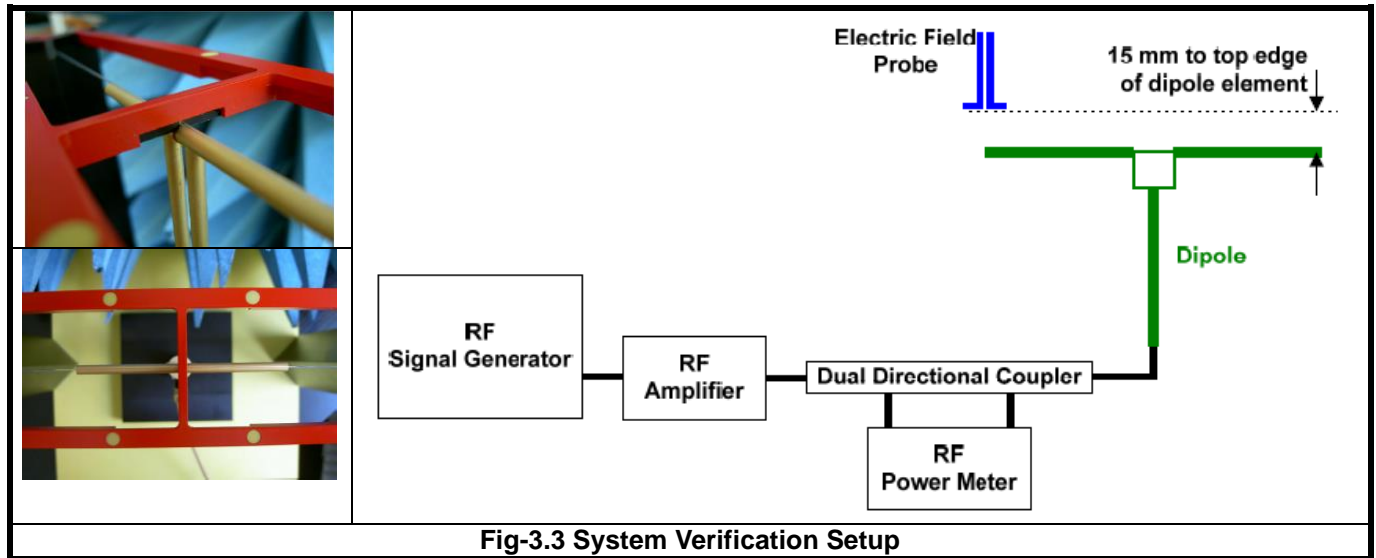 Electric Field
Probe
15 mm to top edge
of dipole element
Dipole
RF
Signal Generator
RF
Amplifier
Dual Directional Coupler
RF
Power Meter
Fig-3.3 System Verification Setup